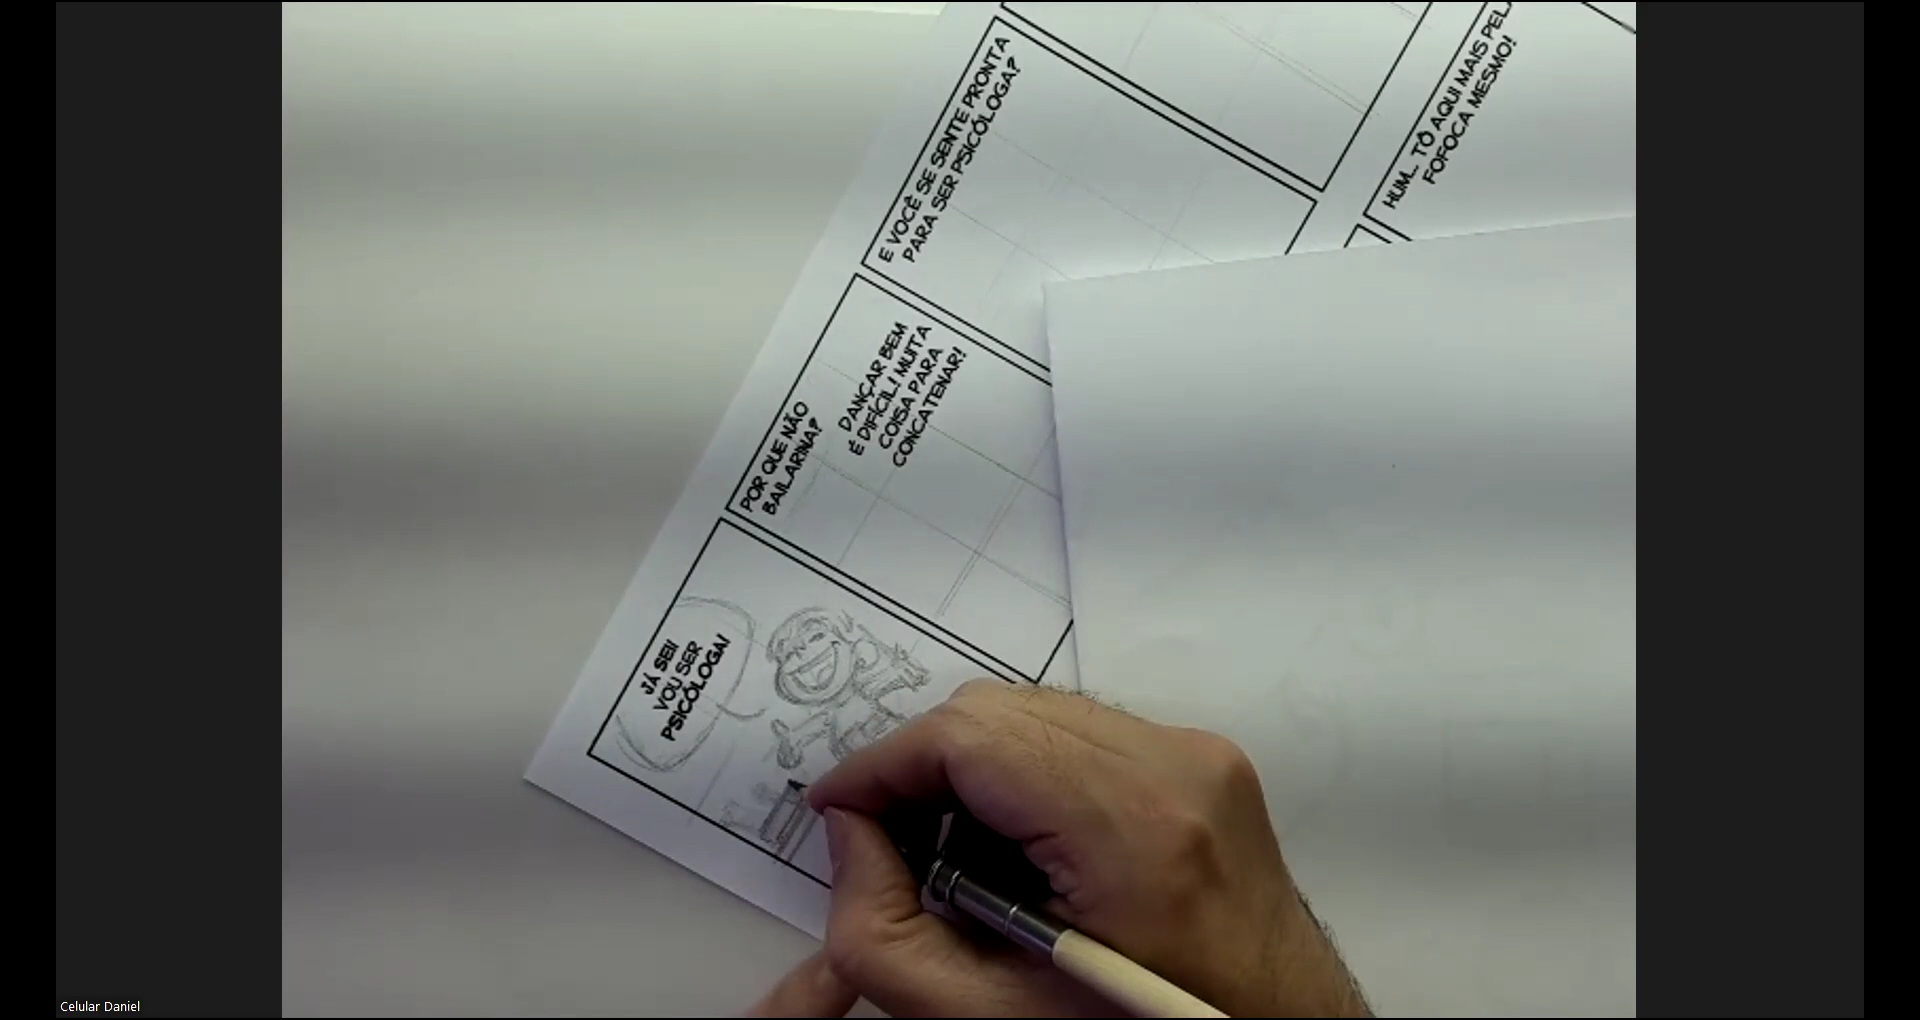 JÁ SEI!
VOU SER
PSICÓLOGA!
POR QUE NÃO
BAILARINA?
DANÇAR BEM
É DIFÍCIL! MUITA
COISA PARA
CONCATENAR!
E VOCÊ SE SENTE PRONTA
PARA SER PSICÓLOGA?
HUM... TÔ AQUI MAIS PELA
FOFOCA MESMO!
Celular Daniel